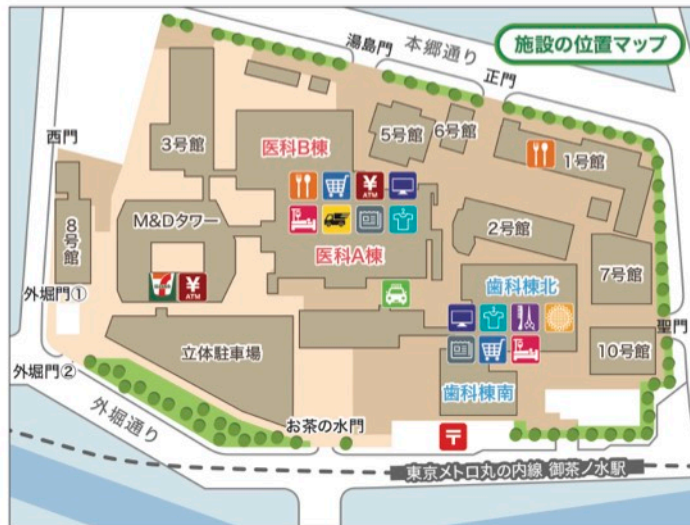 施設の位置マップ
湯島門
本郷通り
正門
西門
3号館
医科B棟
5号館
6号館
1号館
8号館
M&Dタワー
¥
ATM
医科A棟
2号館
7号館
歯科棟北
外堀門①
¥
ATM
聖門
立体駐車場
10号館
外堀門②
歯科棟南
外堀通り
お茶の水門
〒
東京メトロ丸の内線 御茶ノ水駅